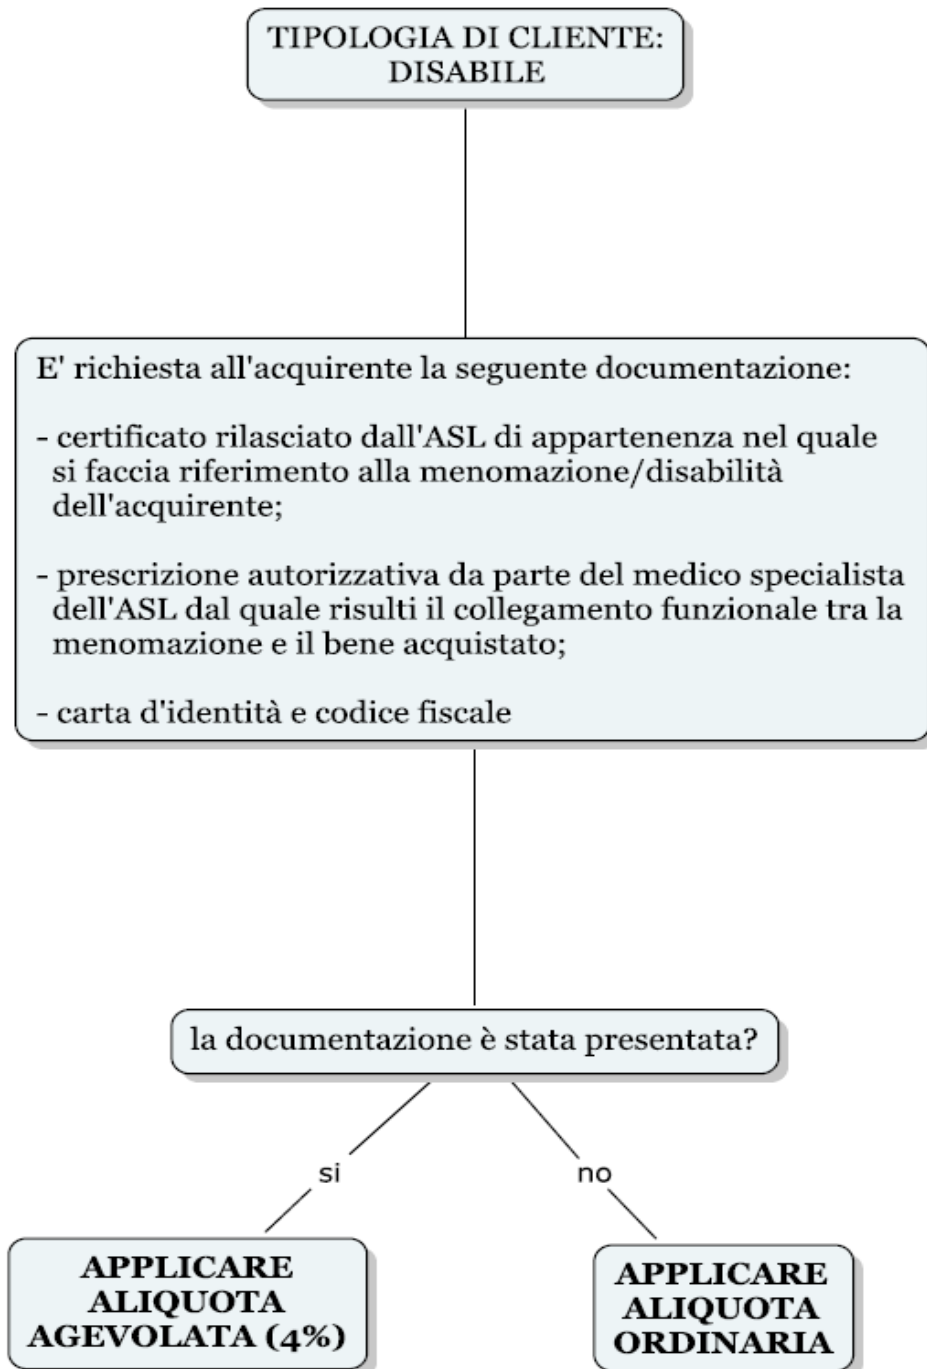 TIPOLOGIA DI CLIENTE:
DISABILE
E' richiesta all'acquirente la seguente documentazione:
- certificato rilasciato dall'ASL di appartenenza nel quale
si faccia riferimento alla menomazione/disabilità
dell'acquirente;
- prescrizione autorizzativa da parte del medico specialista
dell'ASL dal quale risulti il collegamento funzionale tra la
menomazione e il bene acquistato;
- carta d'identità e codice fiscale
la documentazione è stata presentata?
si
no
APPLICARE
ALIQUOTA
AGEVOLATA (4%)
APPLICARE
ALIQUOTA
ORDINARIA